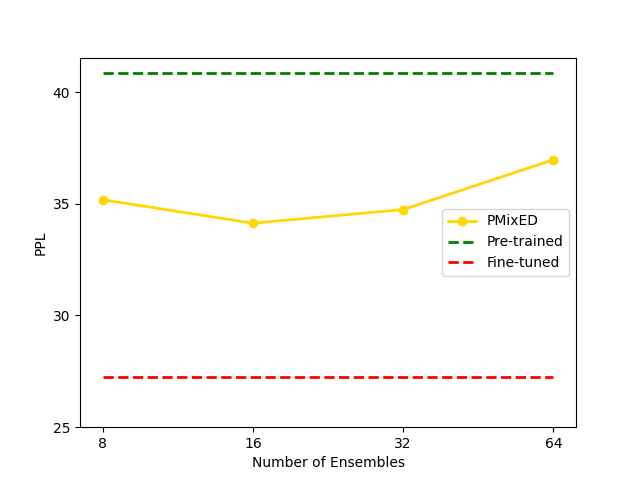 40
35
30
25
PPL
8 16 32 64
Number of Ensembles
PMixED
Pre-trained
Fine-tuned